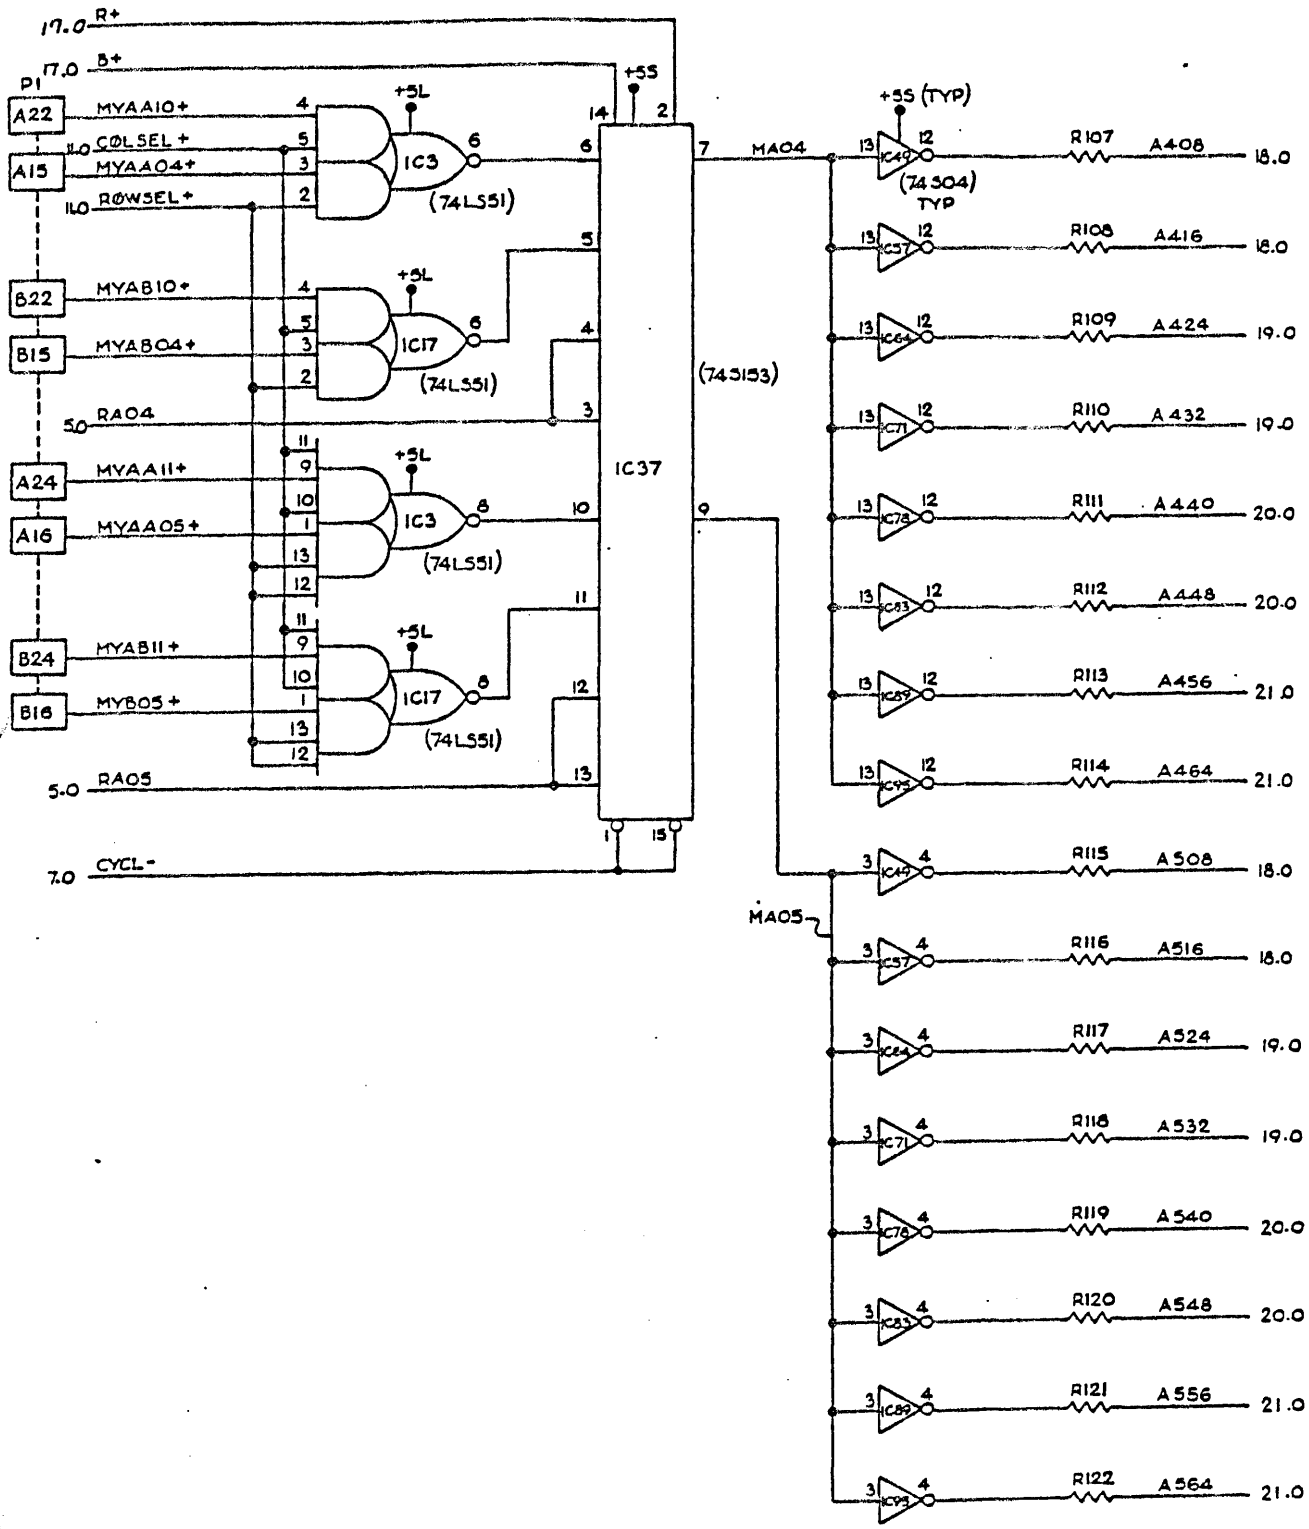 17.0 R+
17.0 B+
P1
+5S
A22 MYAA10+ 4 +5L 14 2
11.0 CØLSEL+ 5 IC3 6 6
A15 MYAA04+ 3 (74LS51)
11.0 RØWSEL+ 2
B22 MYAB10+ 4 +5L 5
5 IC17 6 4
B15 MYAB04+ 3 (74LS51)
2
5.0 RA04 3
11
A24 MYAA11+ 9 +5L
10 IC3 8 10
A16 MYAA05+ 1 (74LS51)
13
12
11 11
B24 MYAB11+ 9 +5L
10 IC17 8 12
B16 MYB05+ 1 (74LS51)
13
12
5.0 RA05 13
1 15
7.0 CYCL-
IC37
(74S153)
7 MA04
9
MA05
+5S (TYP)
13 IC49 12 R107 A408 18.0
(74S04)
TYP
13 IC57 12 R108 A416 18.0
13 IC64 12 R109 A424 19.0
13 IC71 12 R110 A432 19.0
13 IC78 12 R111 A440 20.0
13 IC83 12 R112 A448 20.0
13 IC89 12 R113 A456 21.0
13 IC95 12 R114 A464 21.0
3 IC49 4 R115 A508 18.0
3 IC57 4 R116 A516 18.0
3 IC64 4 R117 A524 19.0
3 IC71 4 R118 A532 19.0
3 IC78 4 R119 A540 20.0
3 IC83 4 R120 A548 20.0
3 IC89 4 R121 A556 21.0
3 IC95 4 R122 A564 21.0